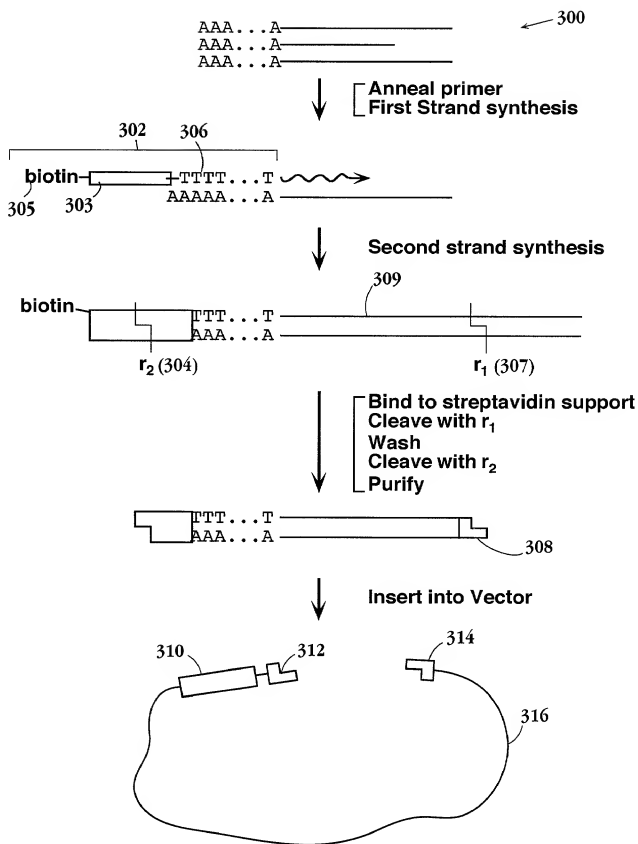 AAA...A
300
AAA...A
AAA...A
Anneal primer
First Strand synthesis
302
306
biotin
TTTT...T
305
303
AAAAA...A
Second strand synthesis
309
biotin
TTT...T
AAA...A
r2 (304)
r1 (307)
Bind to streptavidin support
Cleave with r1
Wash
Cleave with r2
Purify
TTT...T
AAA...A
308
Insert into Vector
310
312
314
316